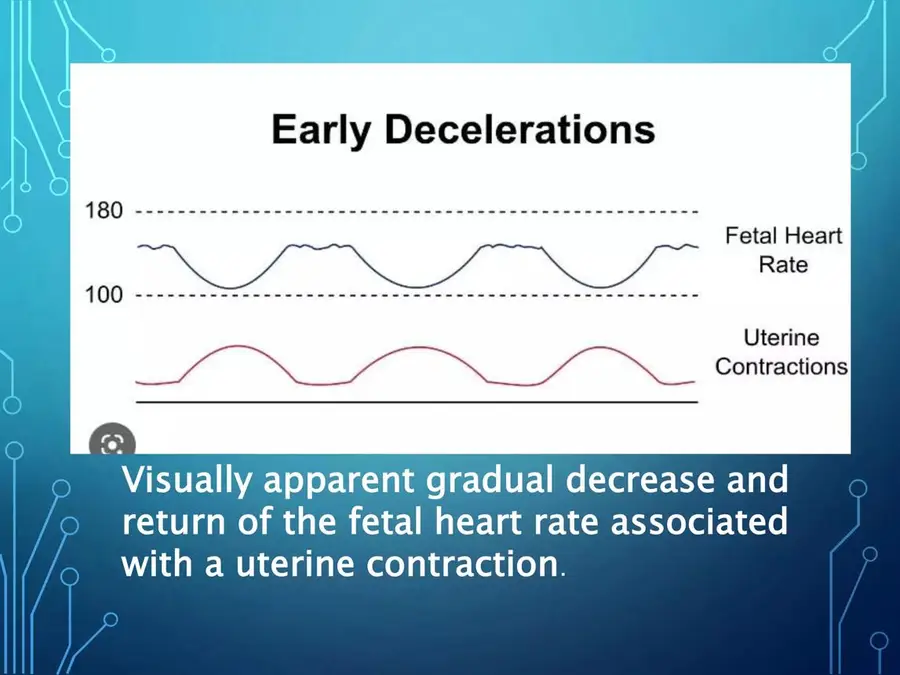 Early Decelerations
180
Fetal Heart
Rate
100
Uterine
Contractions
Visually apparent gradual decrease and
return of the fetal heart rate associated
with a uterine contraction.